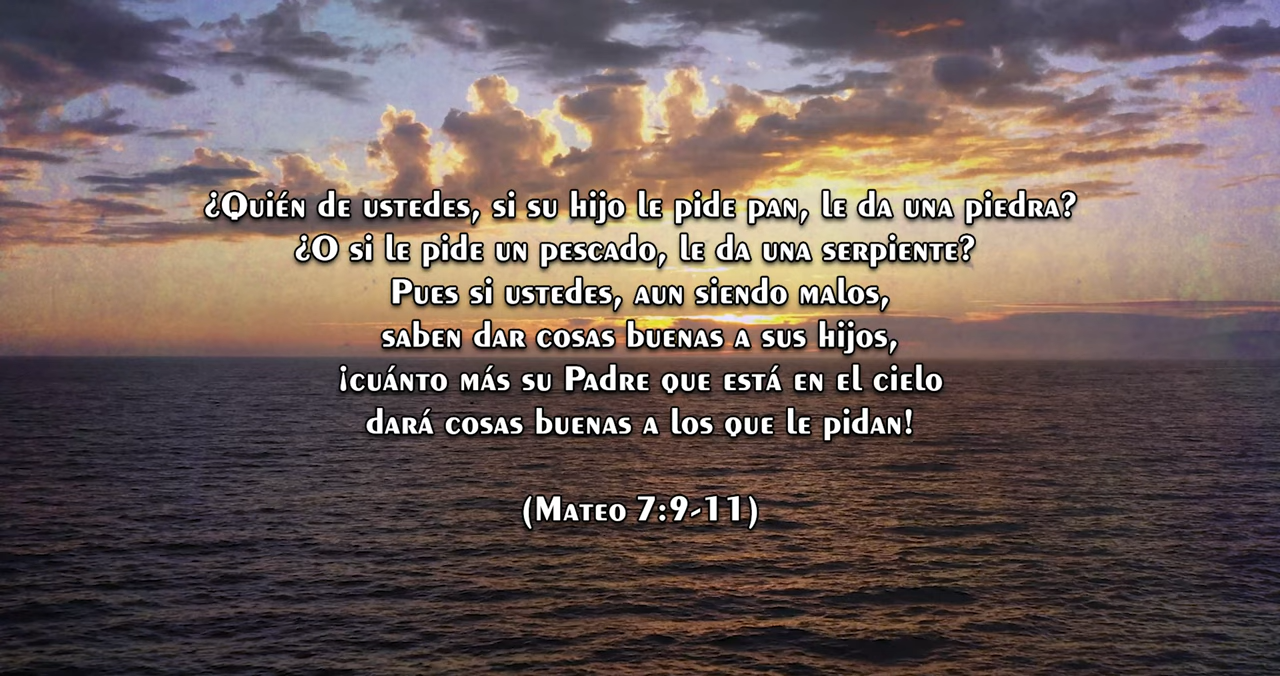 ¿Quién de ustedes, si su hijo le pide pan, le da una piedra?
¿O si le pide un pescado, le da una serpiente?
Pues si ustedes, aun siendo malos,
saben dar cosas buenas a sus hijos,
¡cuánto más su Padre que está en el cielo
dará cosas buenas a los que le pidan!
(Mateo 7:9-11)